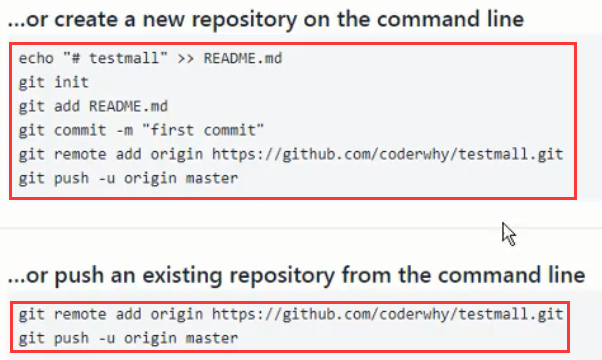 ...or create a new repository on the command line
echo "# testmall" >> README.md
git init
git add README.md
git commit -m "first commit"
git remote add origin https://github.com/coderwhy/testmall.git
git push -u origin master
...or push an existing repository from the command line
git remote add origin https://github.com/coderwhy/testmall.git
git push -u origin master